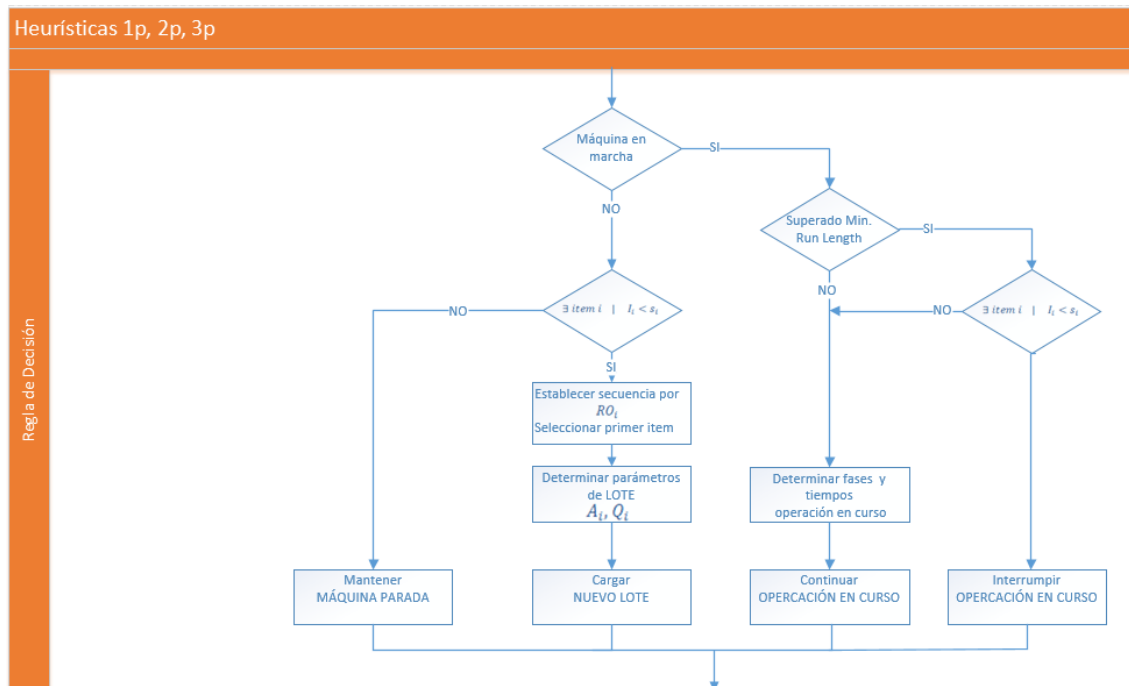 Heurísticas 1p, 2p, 3p
Regla de Decisión
Máquina en
marcha
SI
NO
Superado Min.
Run Length
SI
NO
∃ item i | Iᵢ < sᵢ
NO
SI
∃ item i | Iᵢ < sᵢ
NO
Establecer secuencia por
ROᵢ
Seleccionar primer item
Determinar parámetros
de LOTE
Aᵢ, Qᵢ
Determinar fases y
tiempos
operación en curso
Mantener
MÁQUINA PARADA
Cargar
NUEVO LOTE
Continuar
OPERCACIÓN EN CURSO
Interrumpir
OPERCACIÓN EN CURSO